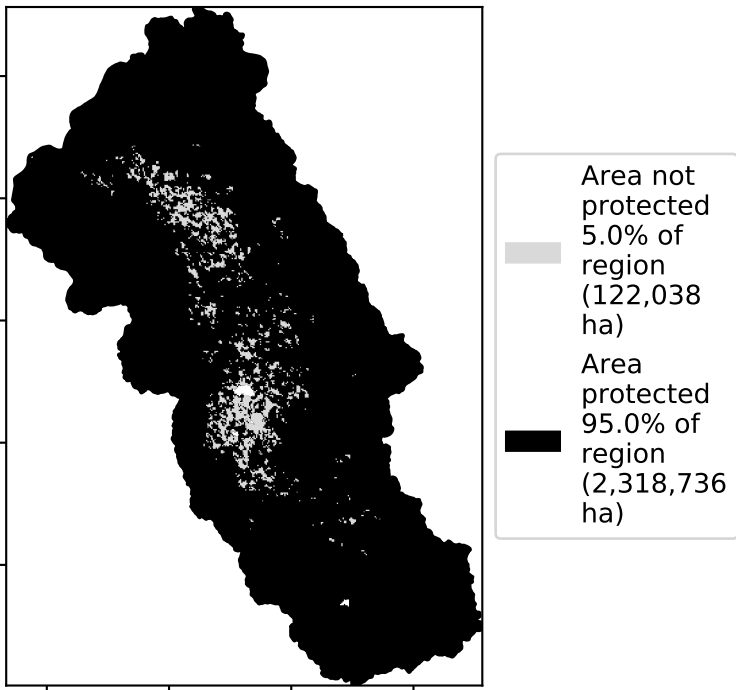 Area not
protected
5.0% of
region
(122,038
ha)
Area
protected
95.0% of
region
(2,318,736
ha)